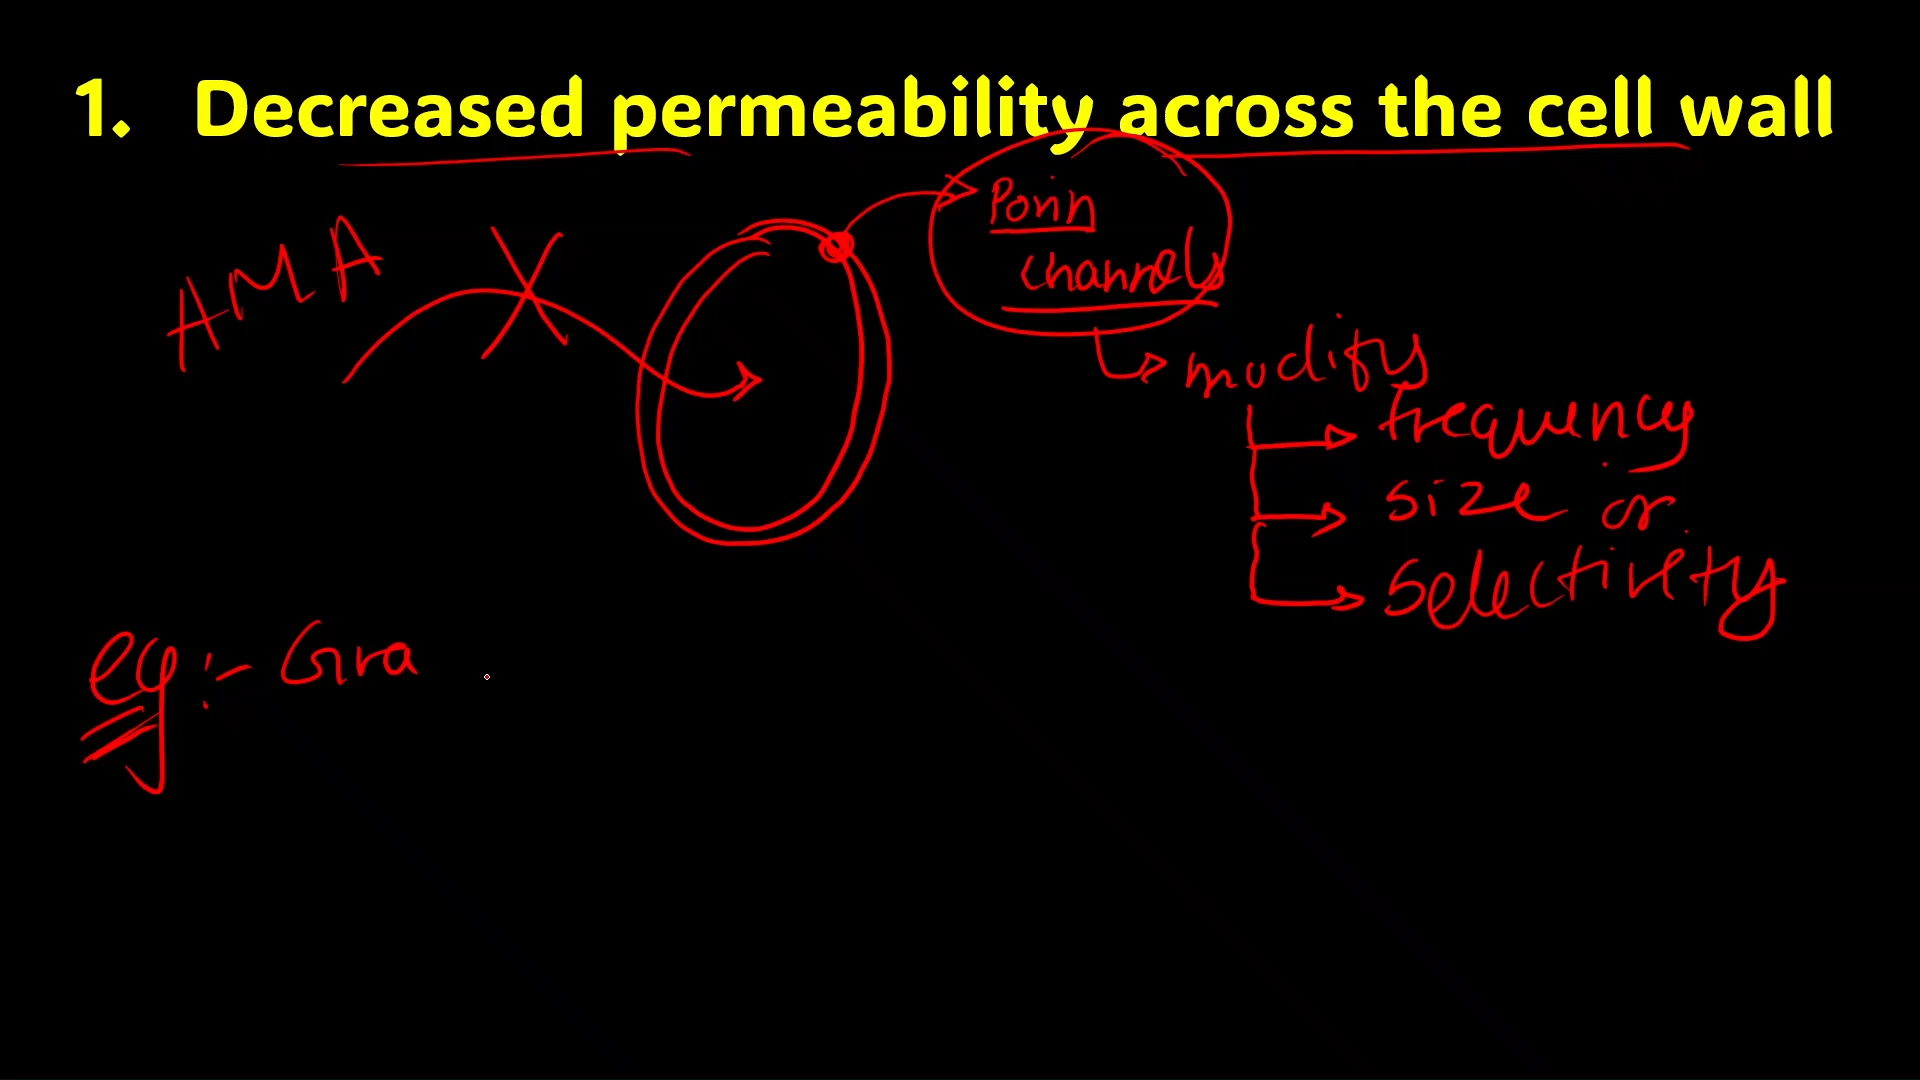 1. Decreased permeability across the cell wall
AMA
Porin
channels
modify
frequency
size or
selectivity
eg:- Gra